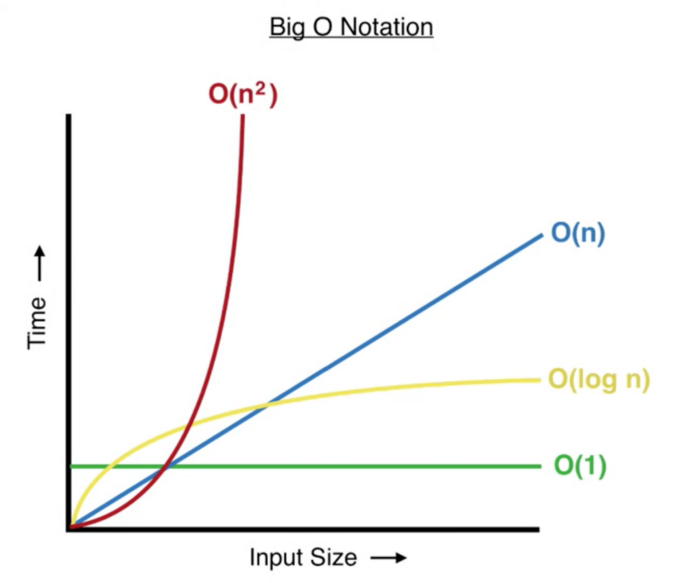 Big O Notation
O(n²)
O(n)
Time →
O(log n)
O(1)
Input Size →